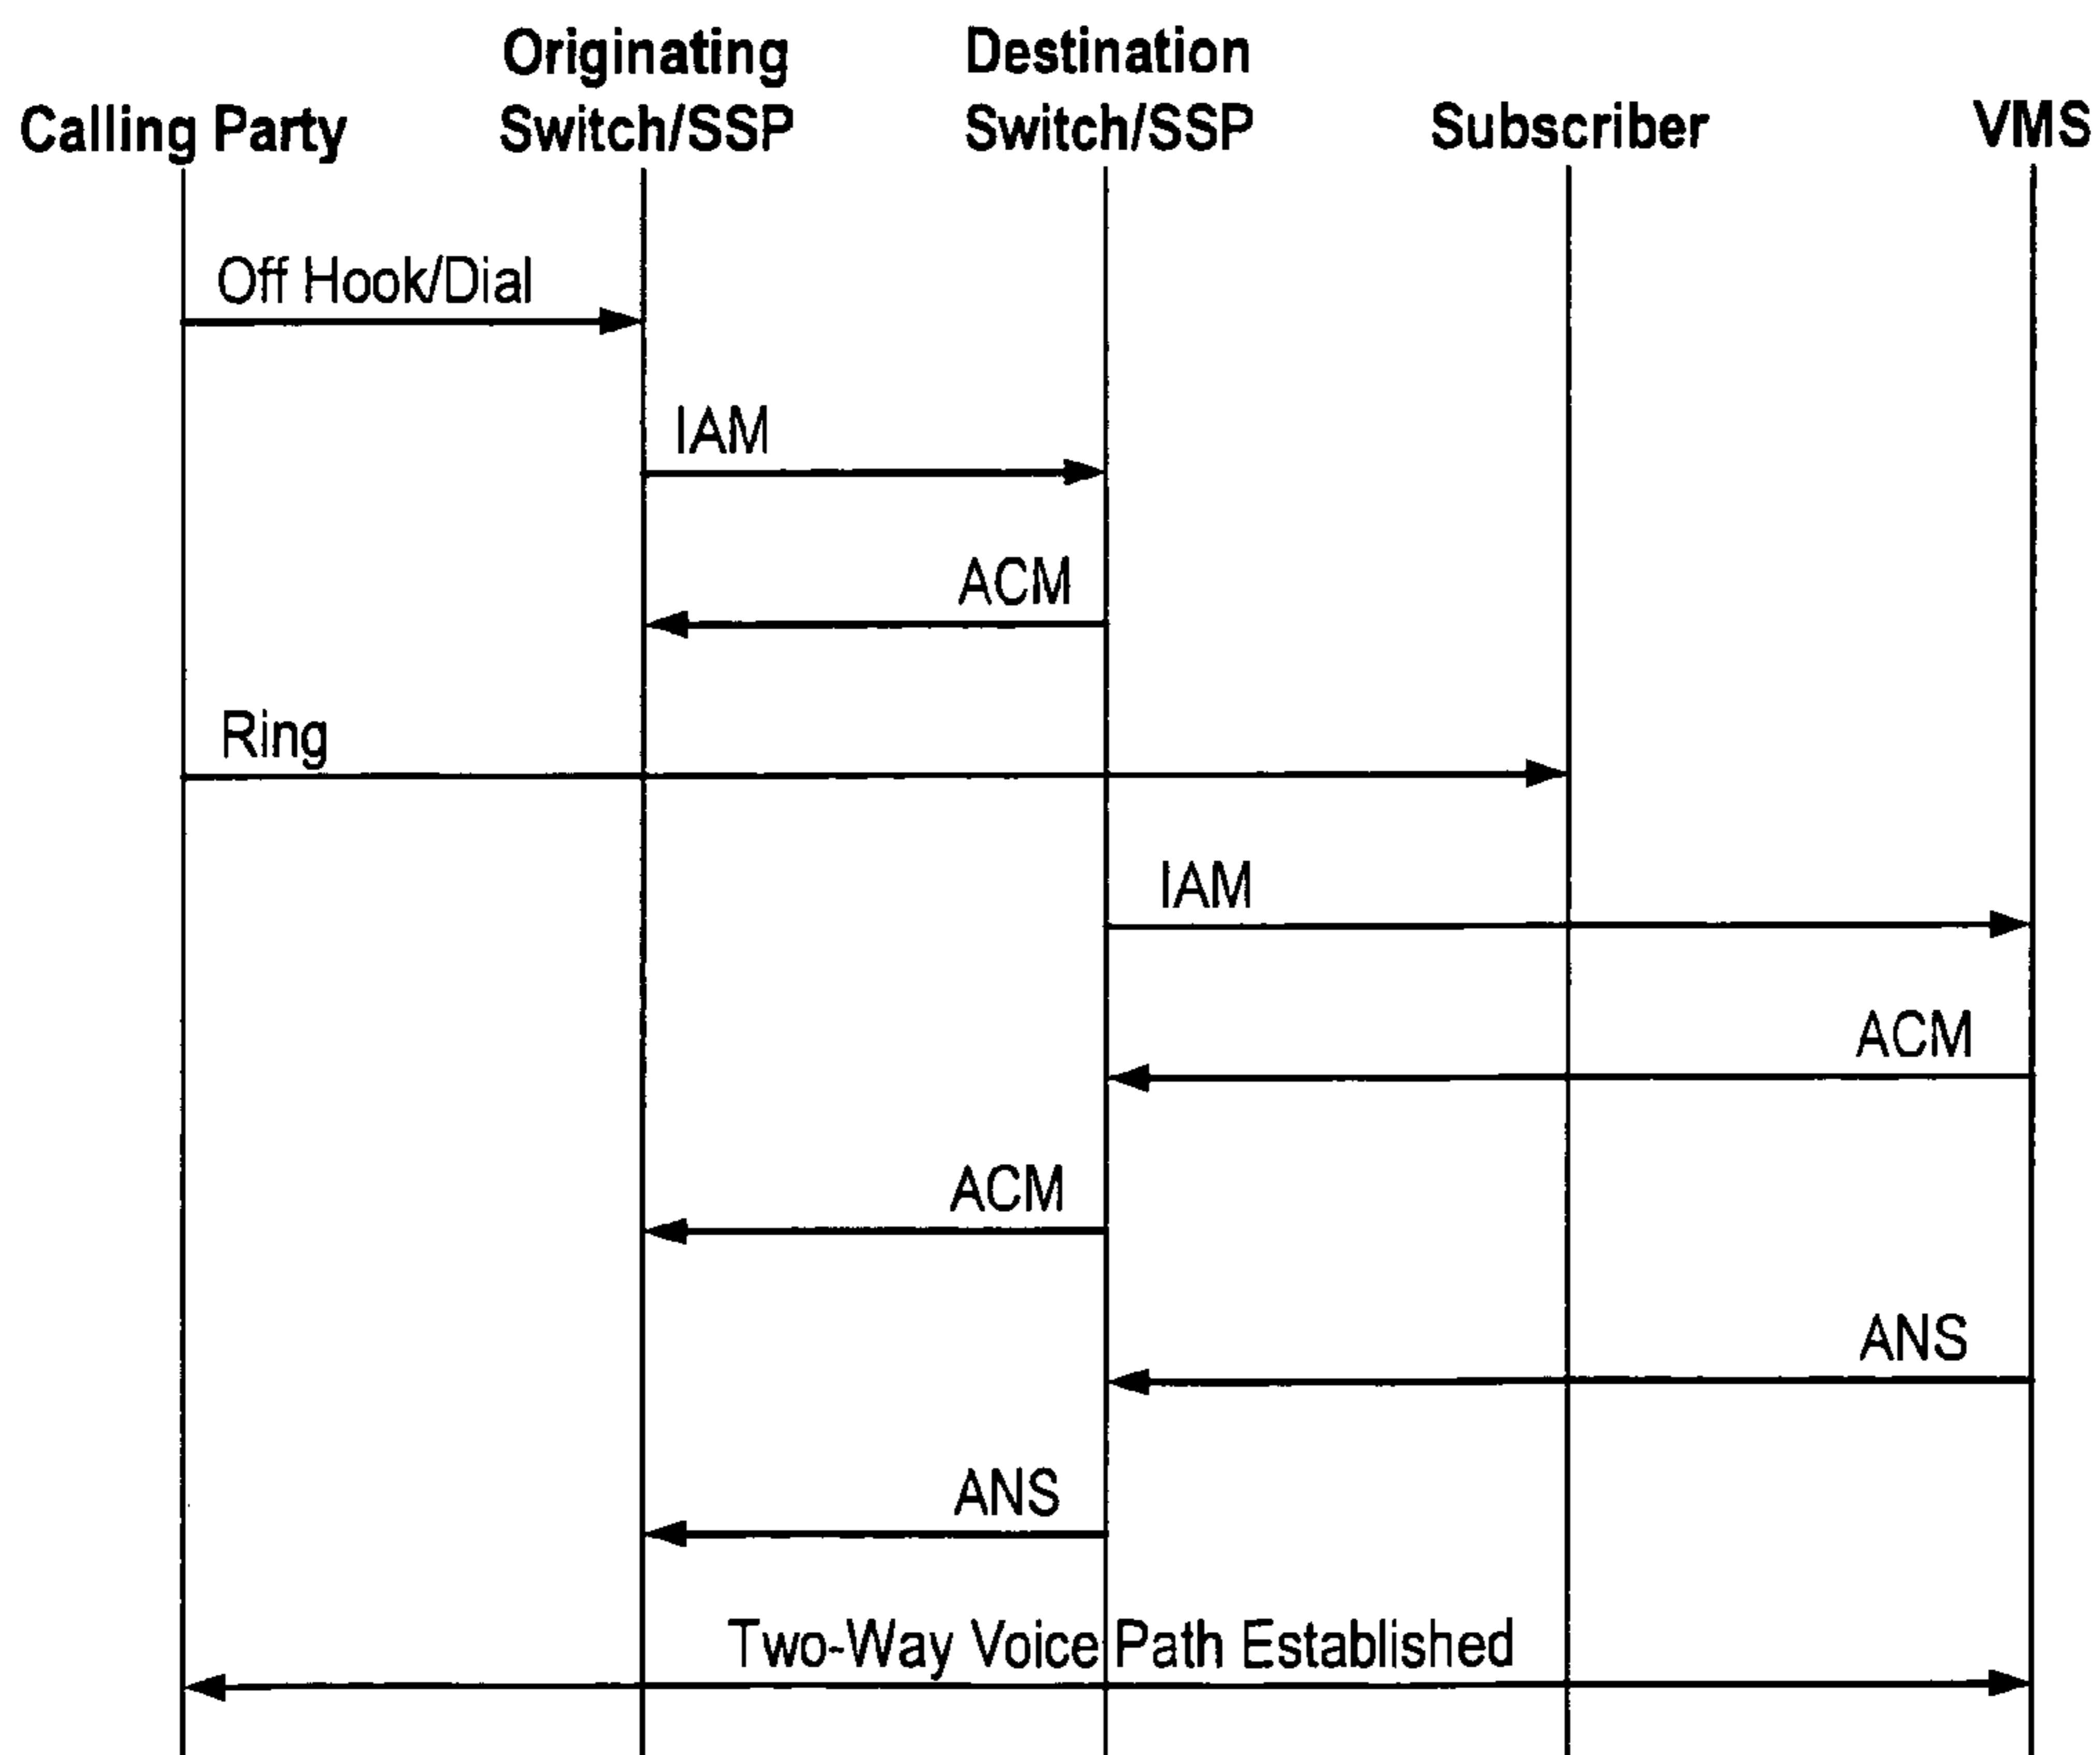 Calling Party
Originating
Switch/SSP
Destination
Switch/SSP
Subscriber
VMS
Off Hook/Dial
IAM
ACM
Ring
IAM
ACM
ACM
ANS
ANS
Two-Way Voice Path Established